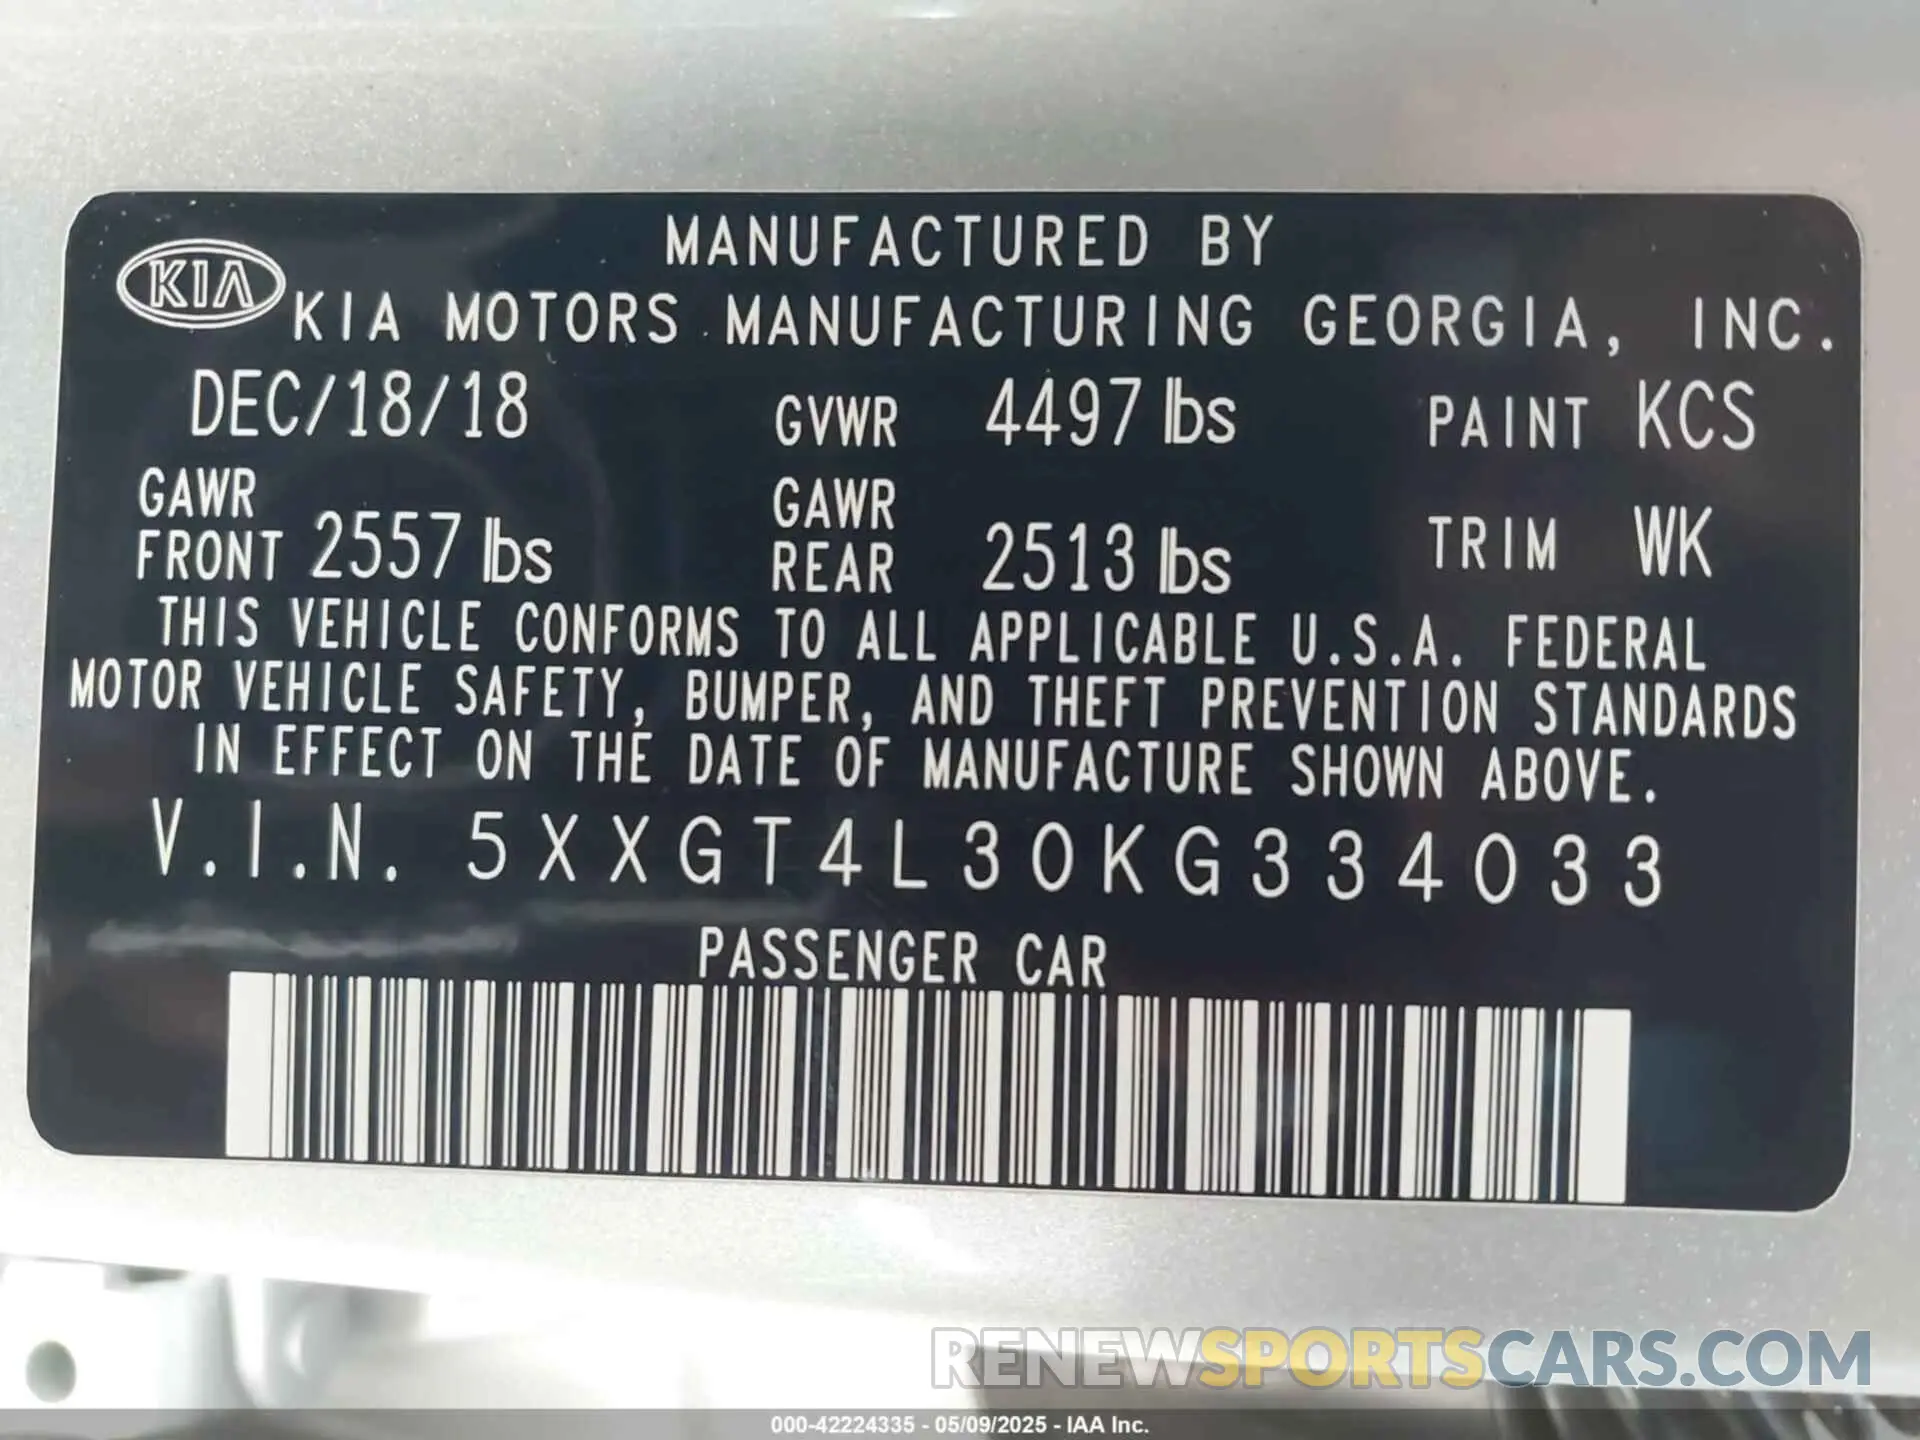 MANUFACTURED BY
KIA
KIA MOTORS MANUFACTURING GEORGIA, INC.
DEC/18/18 GVWR 4497 lbs PAINT KCS
GAWR FRONT 2557 lbs GAWR REAR 2513 lbs TRIM WK
THIS VEHICLE CONFORMS TO ALL APPLICABLE U.S.A. FEDERAL
MOTOR VEHICLE SAFETY, BUMPER, AND THEFT PREVENTION STANDARDS
IN EFFECT ON THE DATE OF MANUFACTURE SHOWN ABOVE.
V.I.N. 5XXGT4L30KG334033
PASSENGER CAR
RENEWSPORTSCARS.COM
000-42224335 - 05/09/2025 - IAA Inc.